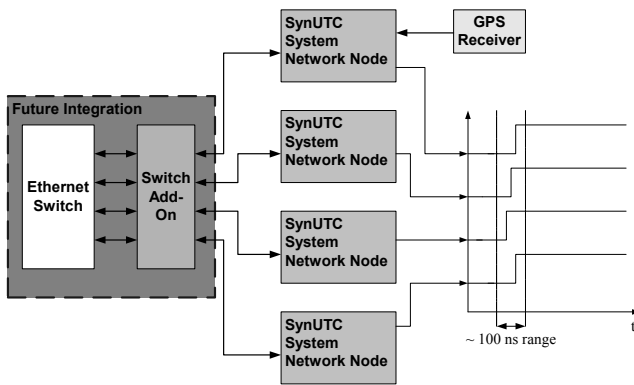 SynUTC
System
Network Node
GPS
Receiver
Future Integration
Ethernet
Switch
Switch
Add-
On
SynUTC
System
Network Node
SynUTC
System
Network Node
SynUTC
System
Network Node
t
~ 100 ns range